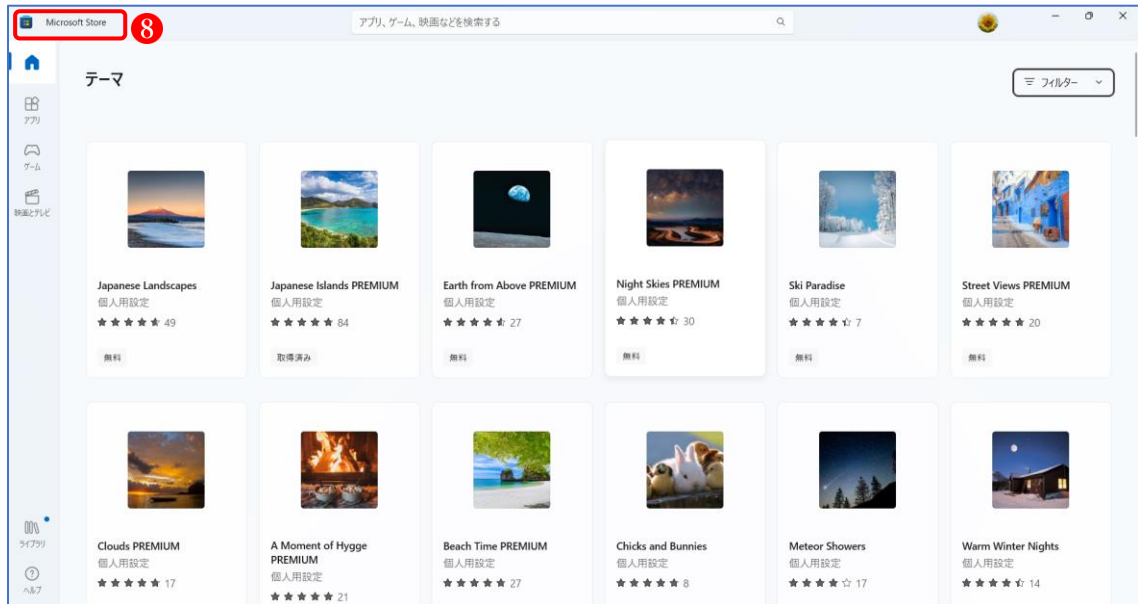 Microsoft Store
8
アプリ、ゲーム、映画などを検索する
テーマ
フィルター
アプリ
ゲーム
映画とテレビ
Japanese Landscapes
個人用設定
49
無料
Japanese Islands PREMIUM
個人用設定
84
取得済み
Earth from Above PREMIUM
個人用設定
27
無料
Night Skies PREMIUM
個人用設定
30
無料
Ski Paradise
個人用設定
7
無料
Street Views PREMIUM
個人用設定
20
無料
Clouds PREMIUM
個人用設定
17
A Moment of Hygge
PREMIUM
個人用設定
21
Beach Time PREMIUM
個人用設定
27
Chicks and Bunnies
個人用設定
8
Meteor Showers
個人用設定
17
Warm Winter Nights
個人用設定
14
ライブラリ
ヘルプ